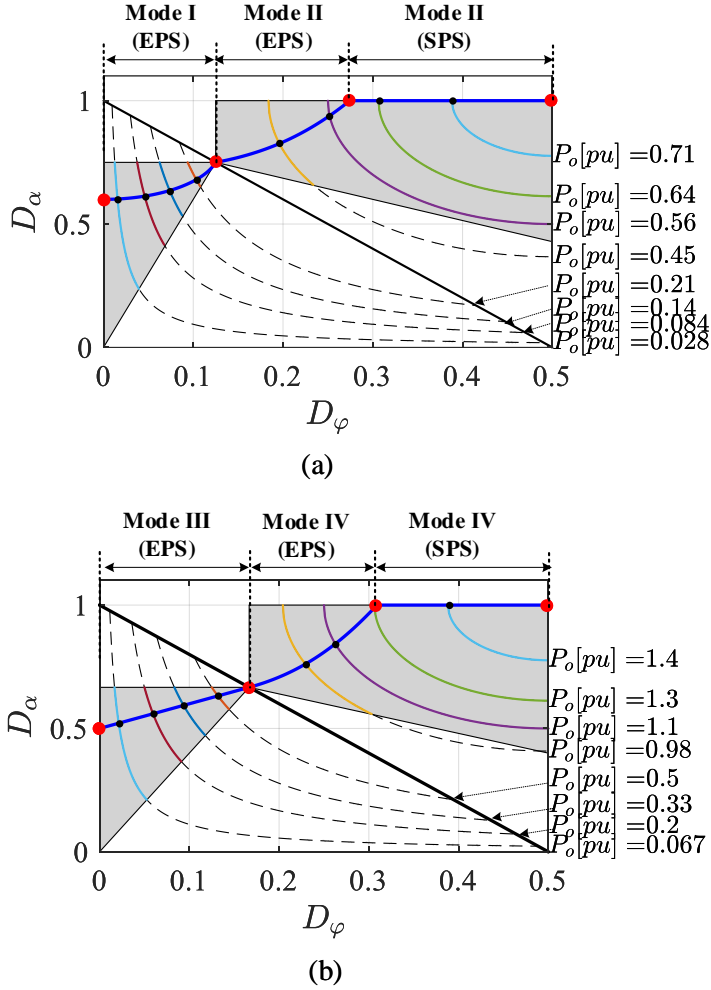 Mode I Mode II Mode II
(EPS) (EPS) (SPS)
1
0.5
0
D_α
P_o[pu] =0.71
P_o[pu] =0.64
P_o[pu] =0.56
P_o[pu] =0.45
P_o[pu] =0.21
P_o[pu] =0.14
P_o[pu] =0.084
P_o[pu] =0.028
0 0.1 0.2 0.3 0.4 0.5
D_φ
(a)
Mode III Mode IV Mode IV
(EPS) (EPS) (SPS)
1
0.5
0
D_α
P_o[pu] =1.4
P_o[pu] =1.3
P_o[pu] =1.1
P_o[pu] =0.98
P_o[pu] =0.5
P_o[pu] =0.33
P_o[pu] =0.2
P_o[pu] =0.067
0 0.1 0.2 0.3 0.4 0.5
D_φ
(b)